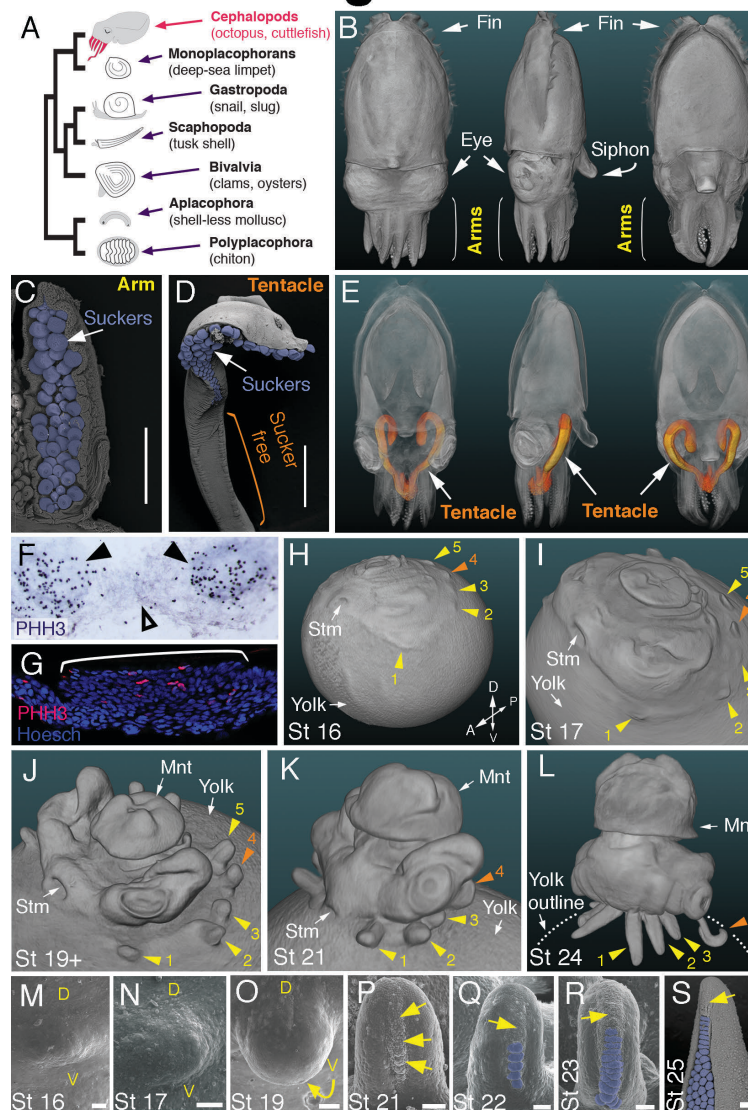 A
Cephalopods
(octopus, cuttlefish)
Monoplacophorans
(deep-sea limpet)
Gastropoda
(snail, slug)
Scaphopoda
(tusk shell)
Bivalvia
(clams, oysters)
Aplacophora
(shell-less mollusc)
Polyplacophora
(chiton)
B
Fin
Fin
Eye
Siphon
Arms
Arms
C
Arm
Suckers
D
Tentacle
Suckers
Sucker
free
E
Tentacle
Tentacle
F
PHH3
G
PHH3
Hoesch
H
5
4
3
2
1
Stm
Yolk
St 16
D
P
A
V
I
5
Stm
Yolk
1
2
St 17
J
Mnt
Yolk
5
4
3
2
1
Stm
St 19+
K
Mnt
4
3
2
1
Stm
Yolk
St 21
L
Yolk
outline
1
2
3
St 24
M
D
V
St 16
N
D
V
St 17
O
D
V
St 19
P
St 21
Q
St 22
R
St 23
S
St 25